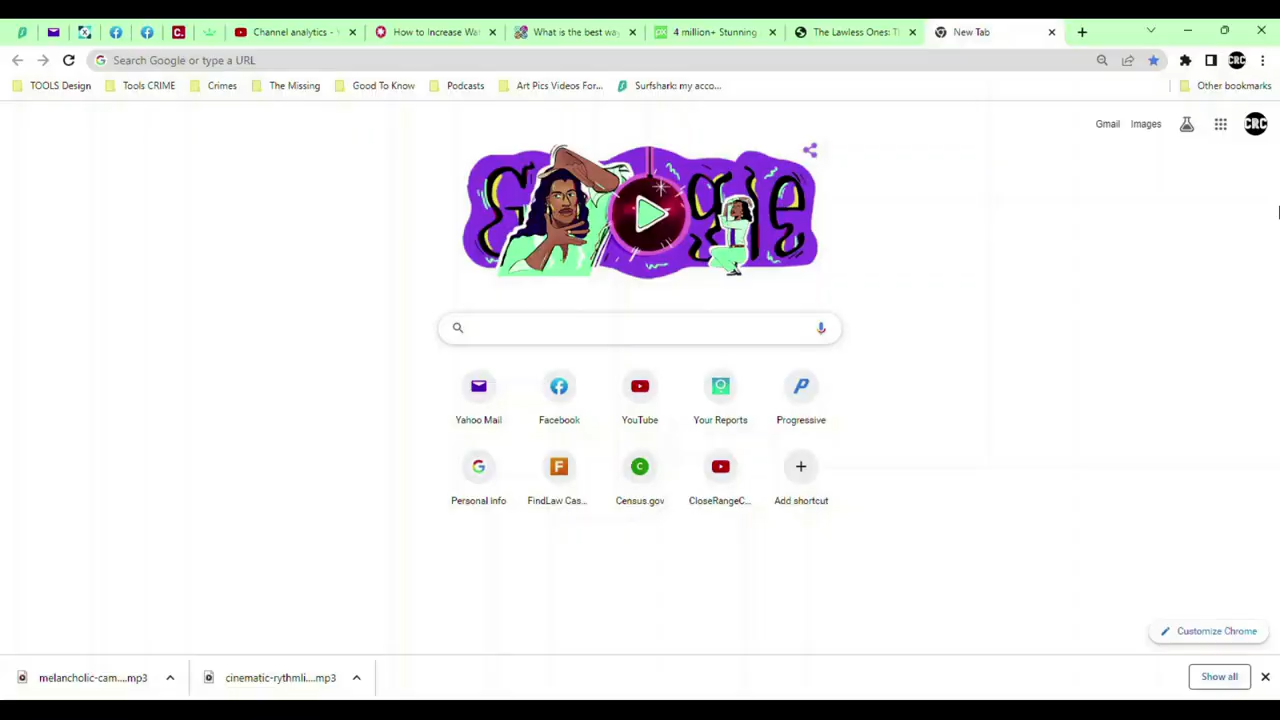 Channel analytics - Y
How to Increase Wa
What is the best wa
4 million+ Stunning
The Lawless Ones: T
New Tab
Search Google or type a URL
CRC
TOOLS Design
Tools CRIME
Crimes
The Missing
Good To Know
Podcasts
Art Pics Videos For...
Surfshark: my acco...
Other bookmarks
Gmail
Images
CRC
Yahoo Mail
Facebook
YouTube
Your Reports
Progressive
Personal info
FindLaw Cas...
Census.gov
CloseRangeC...
Add shortcut
Customize Chrome
melancholic-cam....mp3
cinematic-rythmli....mp3
Show all